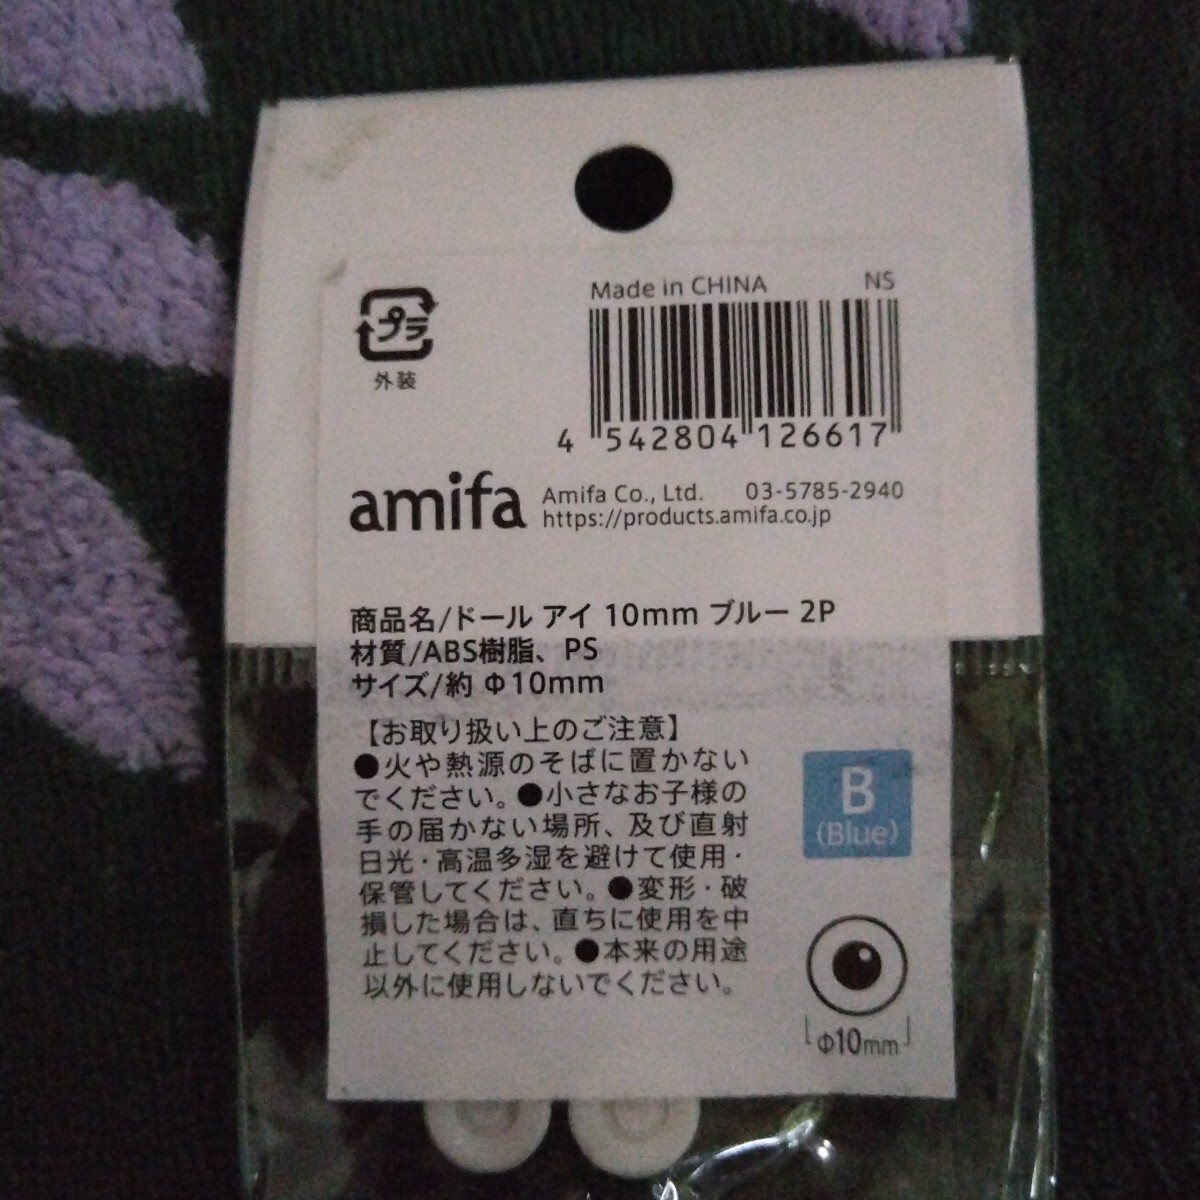 Made in CHINA NS
プラ
外装
4 542804 126617
amifa
Amifa Co., Ltd. 03-5785-2940
https://products.amifa.co.jp
商品名/ドール アイ 10mm ブルー 2P
材質/ABS樹脂、PS
サイズ/約 Φ10mm
【お取り扱い上のご注意】
●火や熱源のそばに置かない
でください。●小さなお子様の
手の届かない場所、及び直射
日光・高温多湿を避けて使用・
保管してください。●変形・破
損した場合は、直ちに使用を中
止してください。●本来の用途
以外に使用しないでください。
B
(Blue)
Φ10mm